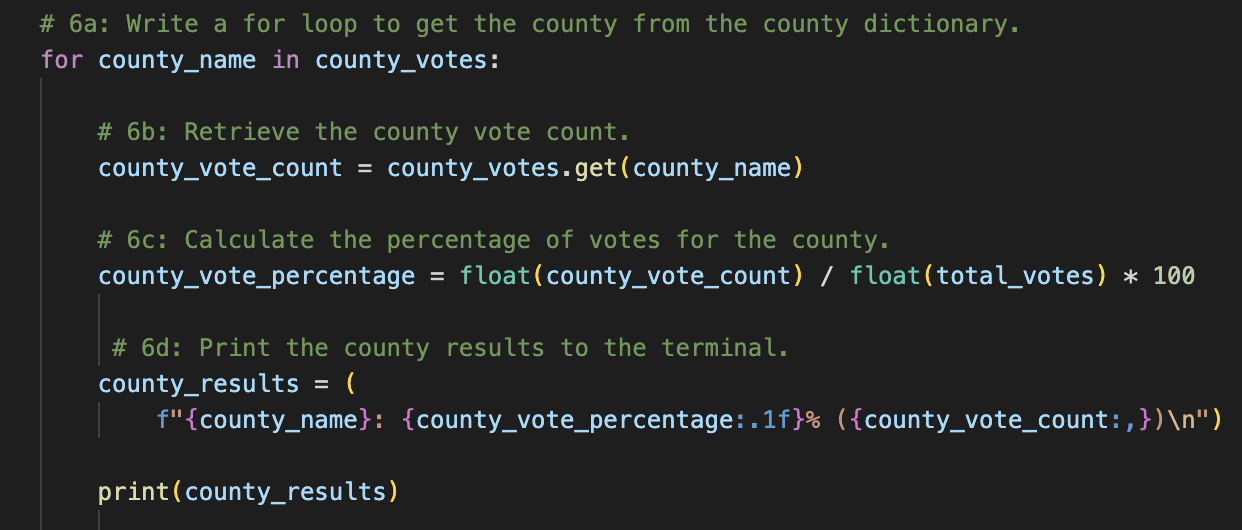 # 6a: Write a for loop to get the county from the county dictionary.
for county_name in county_votes:
# 6b: Retrieve the county vote count.
county_vote_count = county_votes.get(county_name)
# 6c: Calculate the percentage of votes for the county.
county_vote_percentage = float(county_vote_count) / float(total_votes) * 100
# 6d: Print the county results to the terminal.
county_results = (
f"{county_name}: {county_vote_percentage:.1f}% ({county_vote_count:,})\n")
print(county_results)